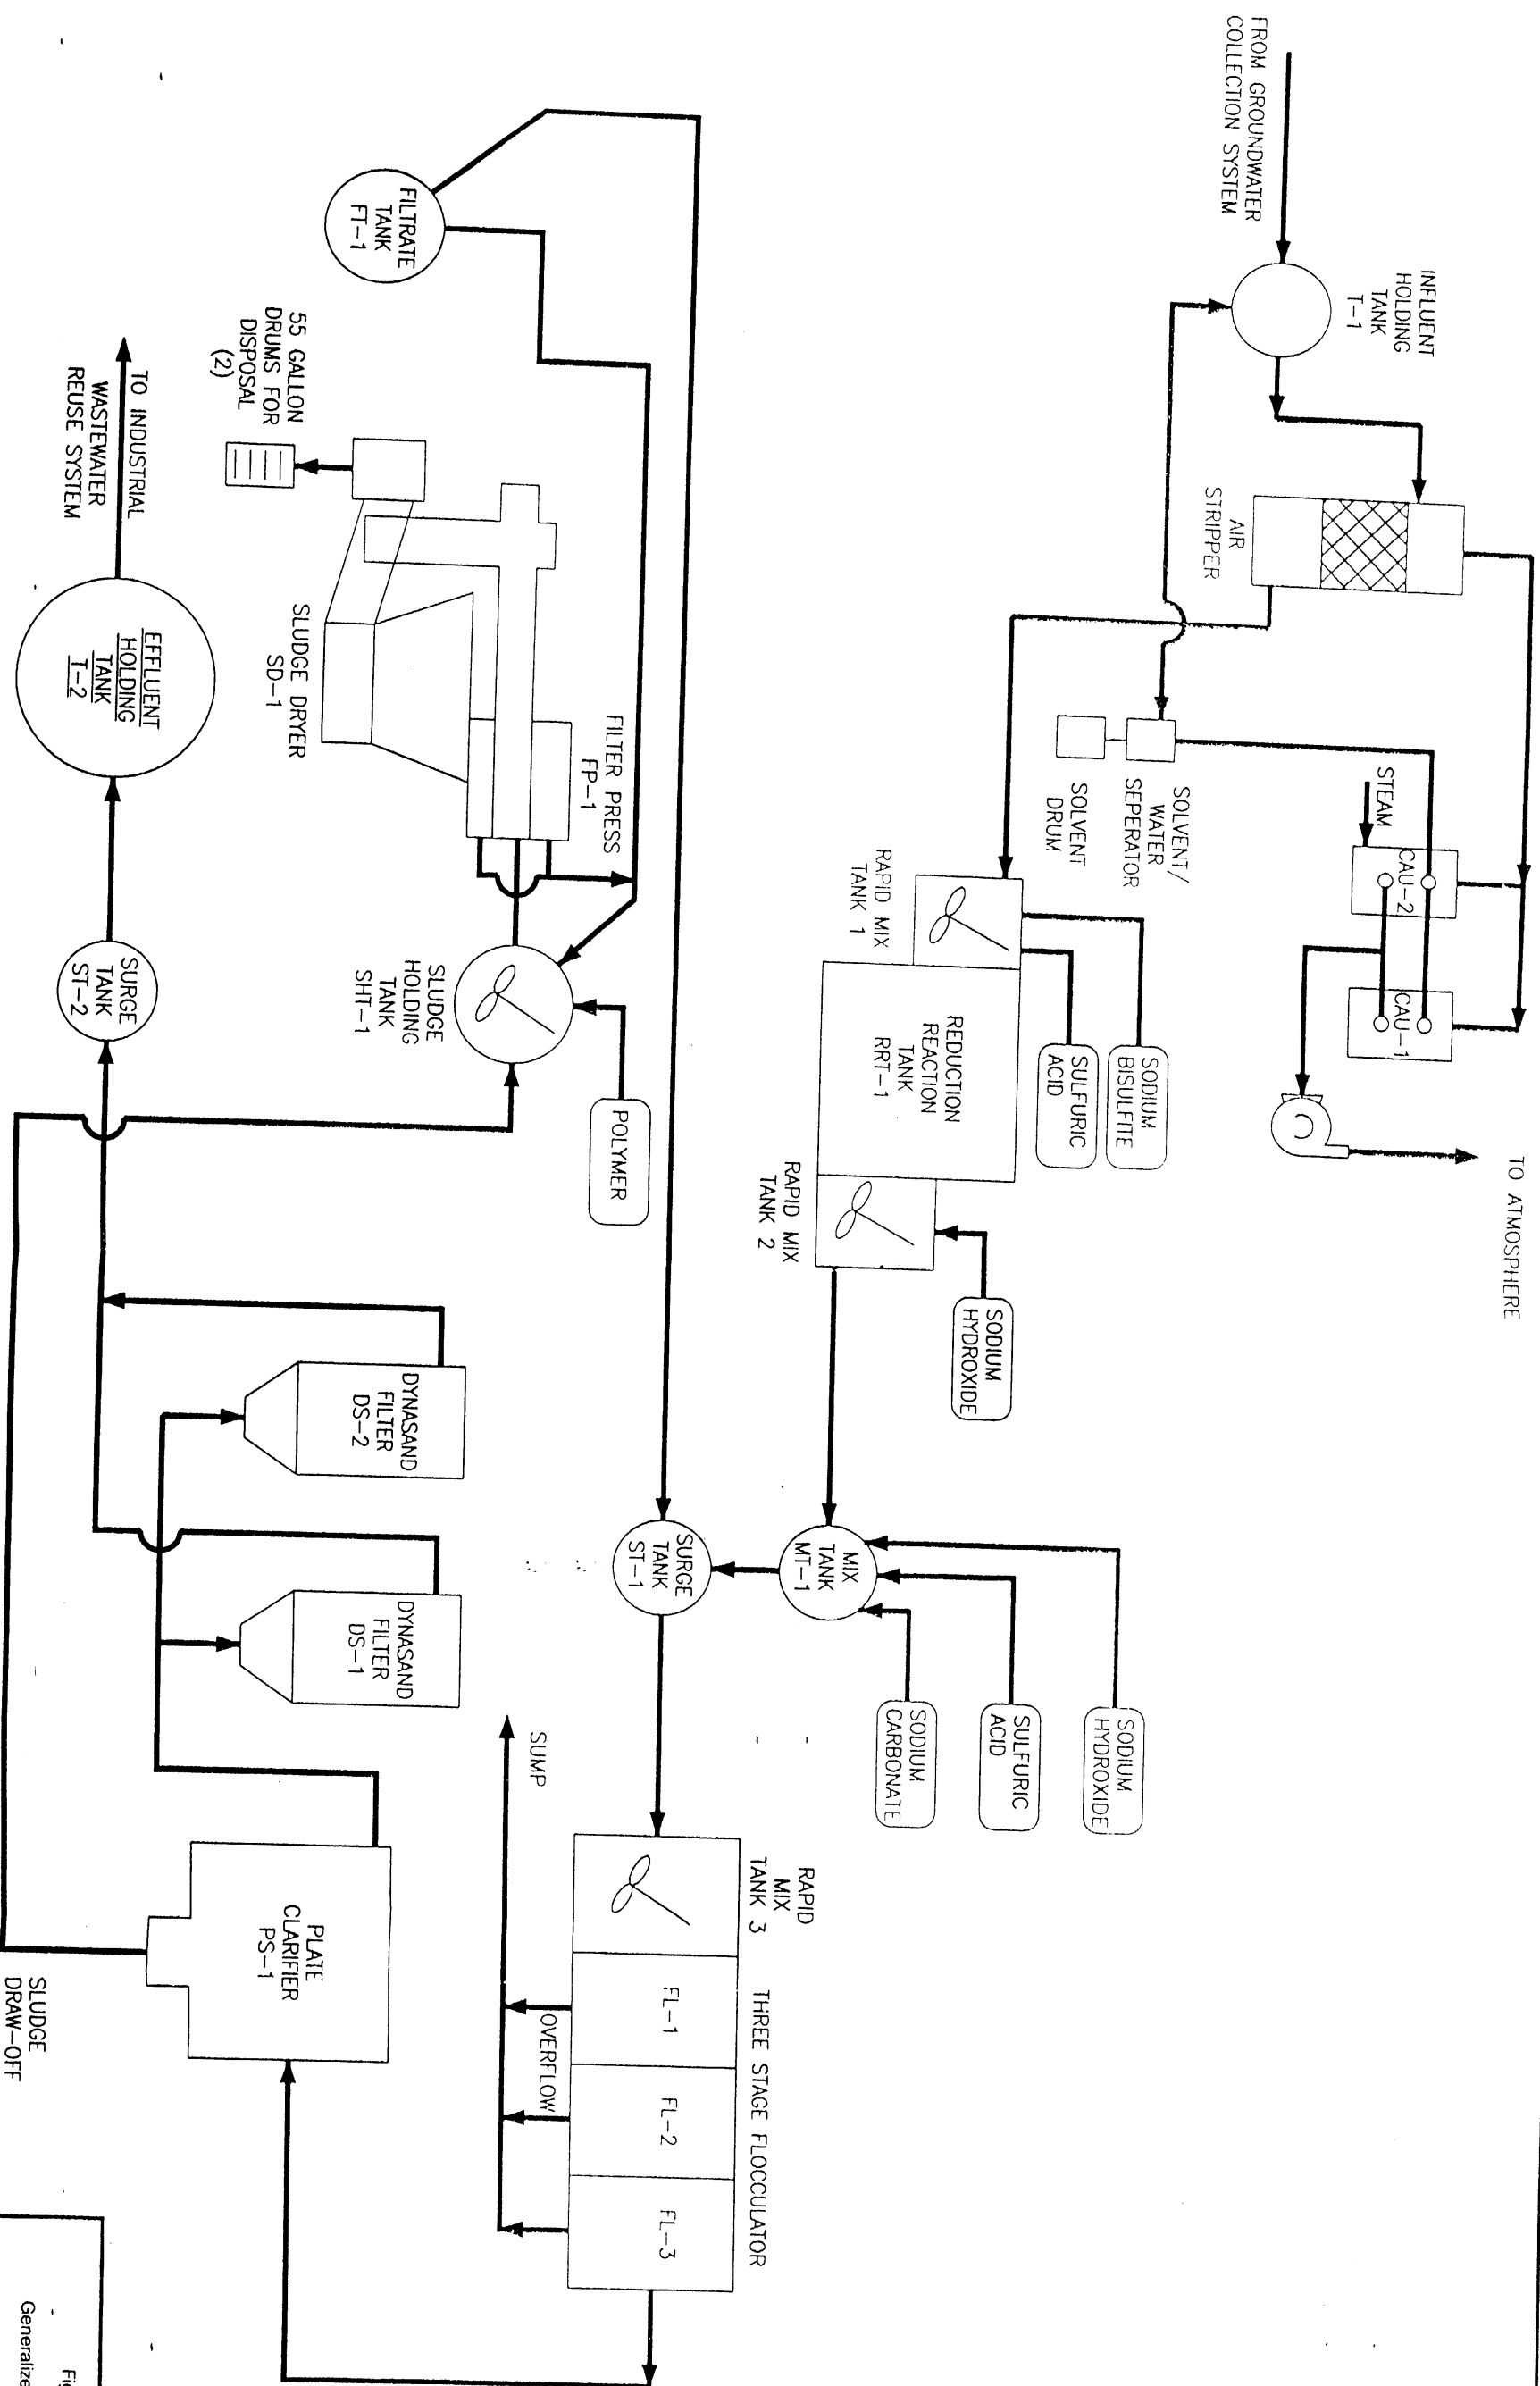 TO ATMOSPHERE
FROM GROUNDWATER
COLLECTION SYSTEM
INFLUENT
HOLDING
TANK
T-1
AIR
STRIPPER
STEAM
CAU-2
CAU-1
SOLVENT/
WATER
SEPERATOR
SOLVENT
DRUM
RAPID MIX
TANK 1
SODIUM
BISULFITE
SULFURIC
ACID
REDUCTION
REACTION
TANK
RRT-1
RAPID MIX
TANK 2
SODIUM
HYDROXIDE
SODIUM
HYDROXIDE
SULFURIC
ACID
SODIUM
CARBONATE
MIX
TANK
MT-1
SURGE
TANK
ST-1
RAPID
MIX
TANK 3
THREE STAGE FLOCCULATOR
FL-1
FL-2
FL-3
OVERFLOW
SUMP
FILTRATE
TANK
FT-1
FILTER PRESS
FP-1
POLYMER
SLUDGE
HOLDING
TANK
SHT-1
SLUDGE DRYER
SD-1
55 GALLON
DRUMS FOR
DISPOSAL
(2)
DYNASAND
FILTER
DS-2
DYNASAND
FILTER
DS-1
PLATE
CLARIFIER
PS-1
TO INDUSTRIAL
WASTEWATER
REUSE SYSTEM
EFFLUENT
HOLDING
TANK
T-2
SURGE
TANK
ST-2
SLUDGE
DRAW-OFF
Fig
Generalize